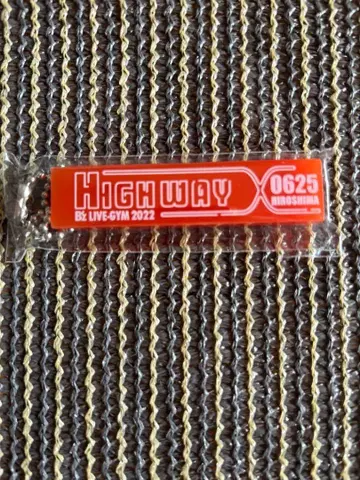 HIGHWAY X
B'z LIVE-GYM 2022
0625
HIROSHIMA